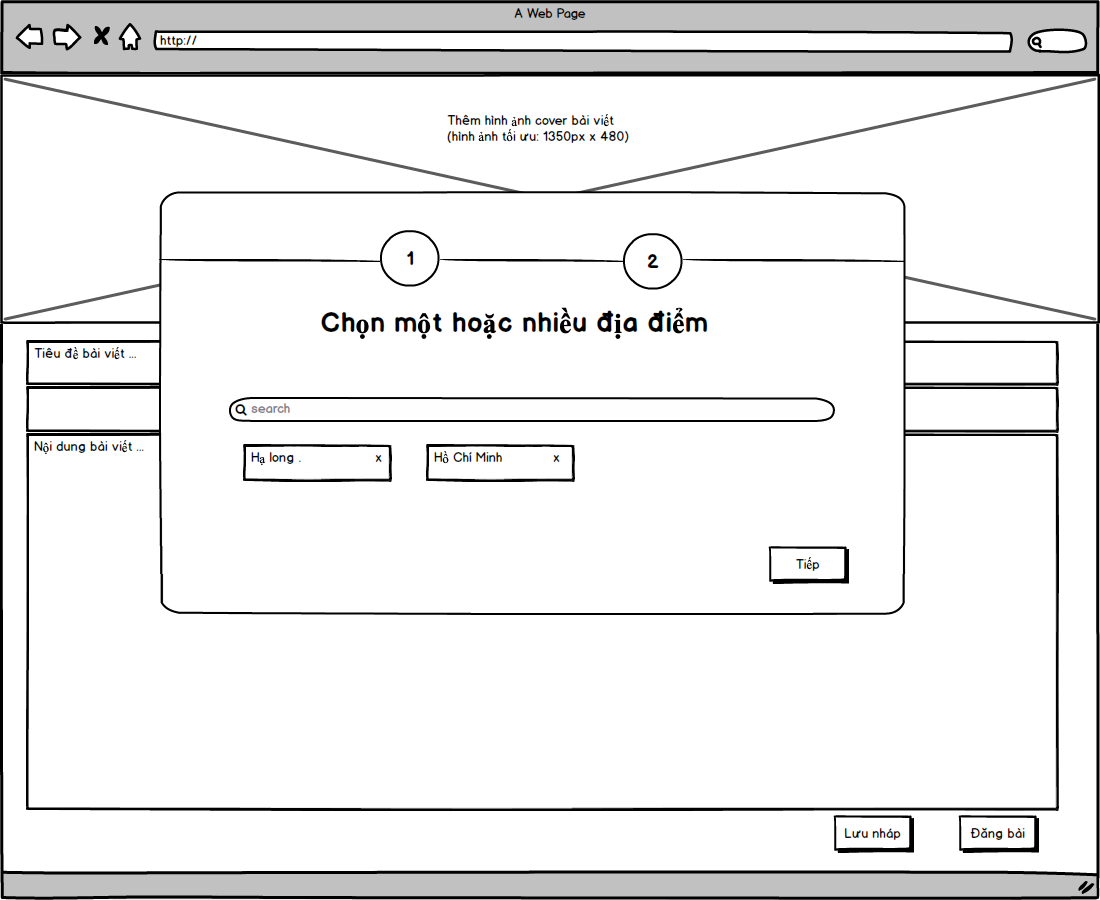 A Web Page
http://
Thêm hình ảnh cover bài viết
(hình ảnh tối ưu: 1350px x 480)
1
2
Chọn một hoặc nhiều địa điểm
Tiêu đề bài viết ...
search
Nội dung bài viết ...
Hạ long . x
Hồ Chí Minh x
Tiếp
Lưu nháp
Đăng bài